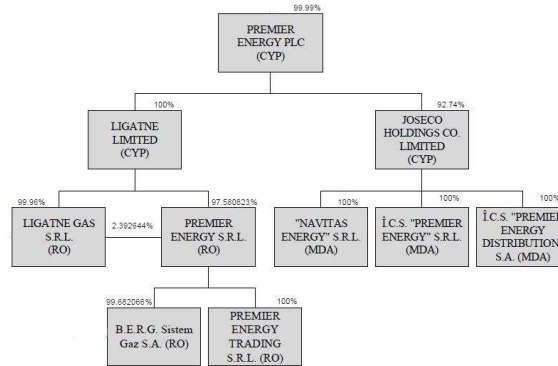 99.99%
PREMIER
ENERGY PLC
(CYP)
100%
LIGATNE
LIMITED
(CYP)
92.74%
JOSECO
HOLDINGS CO.
LIMITED
(CYP)
99.96%
LIGATNE GAS
S.R.L.
(RO)
2.392644%
97.580823%
PREMIER
ENERGY S.R.L.
(RO)
100%
"NAVITAS
ENERGY" S.R.L.
(MDA)
100%
Î.C.S. "PREMIER
ENERGY" S.R.L.
(MDA)
100%
Î.C.S. "PREMIER
ENERGY
DISTRIBUTION"
S.A. (MDA)
99.682066%
B.E.R.G. Sistem
Gaz S.A. (RO)
100%
PREMIER
ENERGY
TRADING
S.R.L. (RO)